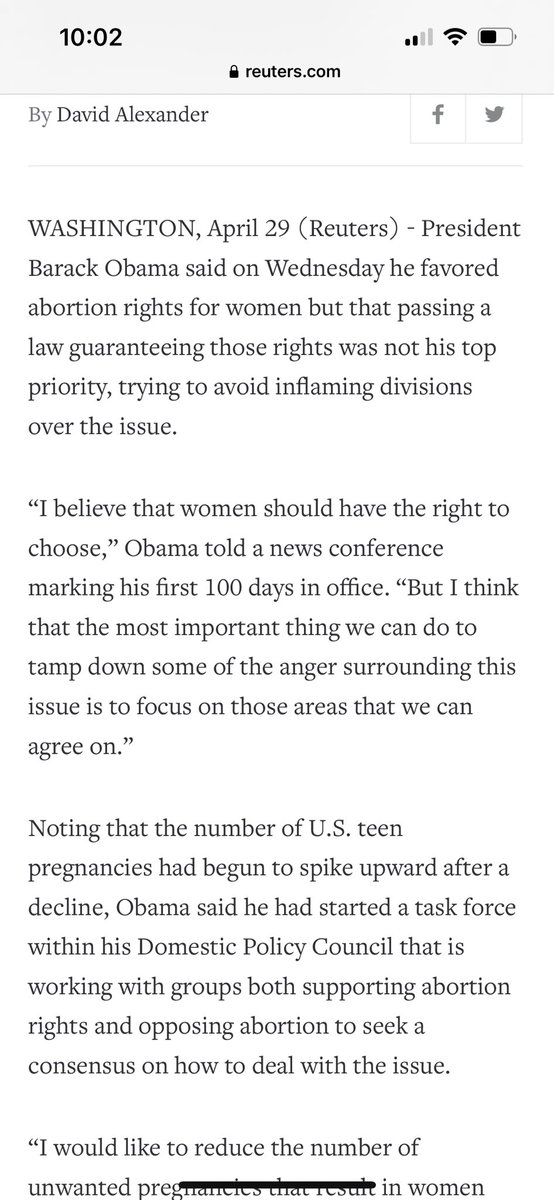 10:02
reuters.com
By David Alexander
WASHINGTON, April 29 (Reuters) - President
Barack Obama said on Wednesday he favored
abortion rights for women but that passing a
law guaranteeing those rights was not his top
priority, trying to avoid inflaming divisions
over the issue.
“I believe that women should have the right to
choose,” Obama told a news conference
marking his first 100 days in office. “But I think
that the most important thing we can do to
tamp down some of the anger surrounding this
issue is to focus on those areas that we can
agree on.”
Noting that the number of U.S. teen
pregnancies had begun to spike upward after a
decline, Obama said he had started a task force
within his Domestic Policy Council that is
working with groups both supporting abortion
rights and opposing abortion to seek a
consensus on how to deal with the issue.
“I would like to reduce the number of
unwanted pregnancies that result in women